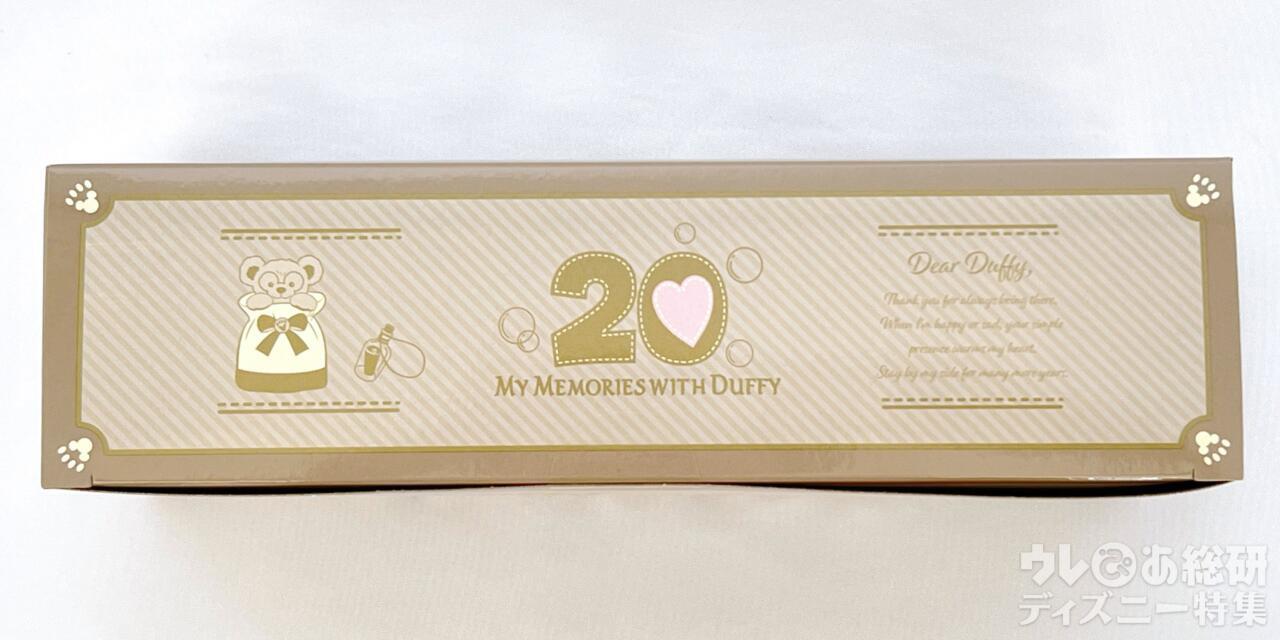 20
MY MEMORIES WITH DUFFY
Dear Duffy,
Thank you for always being there.
When I'm happy or sad, your simple
presence warms my heart.
Stay by my side for many more years.
ウレぴあ総研
ディズニー特集